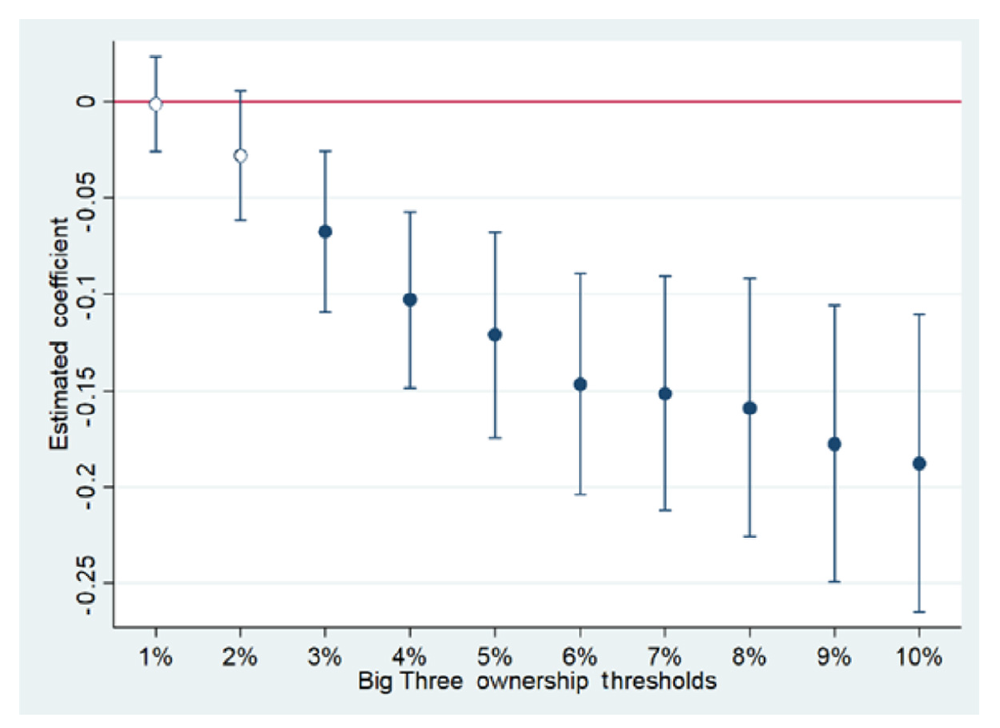 Estimated coefficient
0
-0.05
-0.1
-0.15
-0.2
-0.25
1% 2% 3% 4% 5% 6% 7% 8% 9% 10%
Big Three ownership thresholds